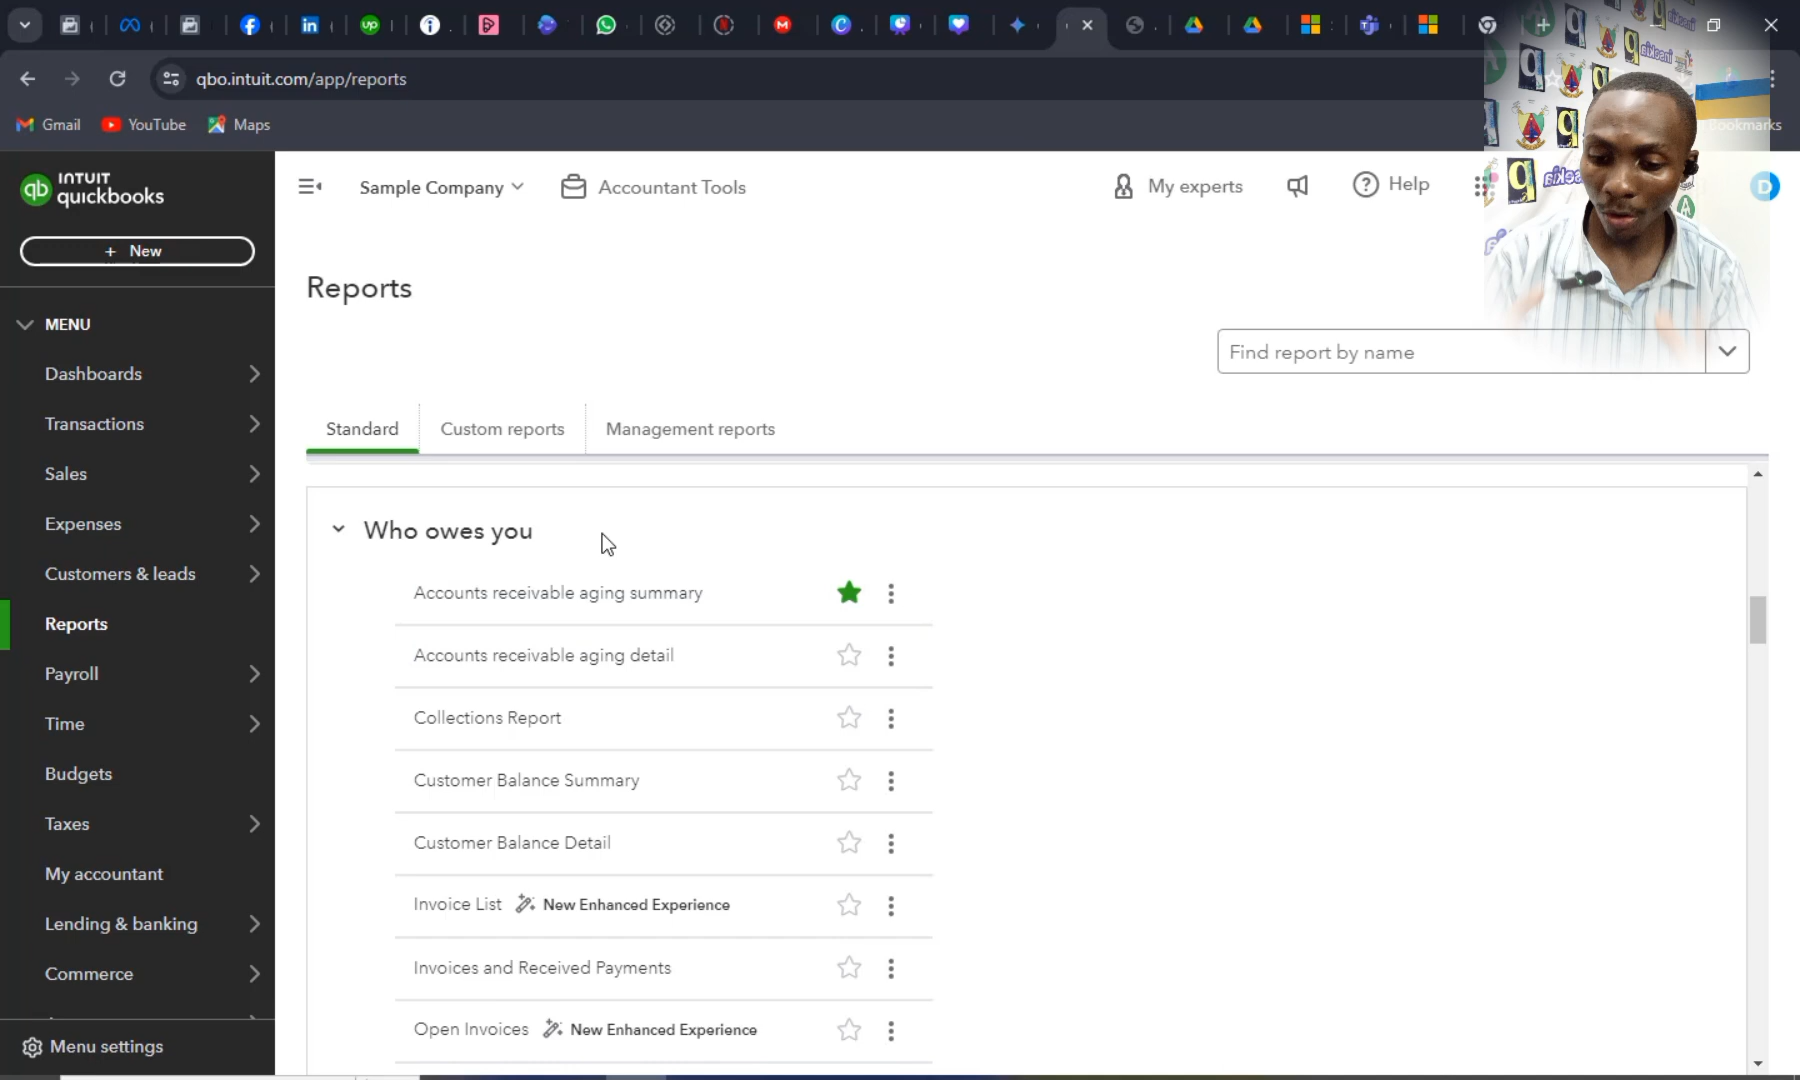 qbo.intuit.com/app/reports
Gmail
YouTube
Maps
Bookmarks
INTUIT
quickbooks
Sample Company
Accountant Tools
My experts
Help
D
+ New
Reports
MENU
Find report by name
Dashboards
Transactions
Standard
Custom reports
Management reports
Sales
Expenses
Who owes you
Customers & leads
Accounts receivable aging summary
Reports
Accounts receivable aging detail
Payroll
Collections Report
Time
Budgets
Customer Balance Summary
Taxes
Customer Balance Detail
My accountant
Invoice List New Enhanced Experience
Lending & banking
Invoices and Received Payments
Commerce
Open Invoices New Enhanced Experience
Menu settings